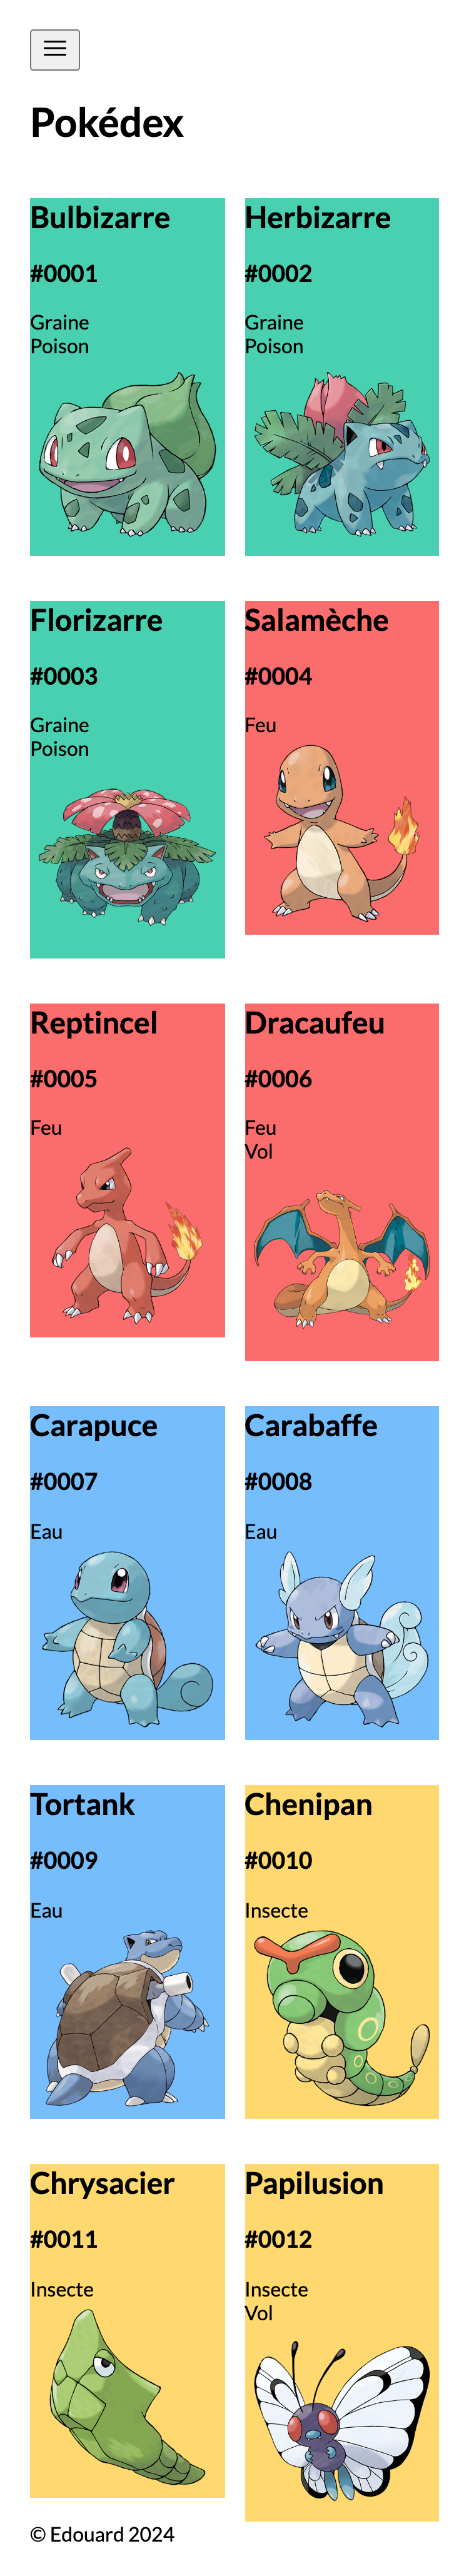 Pokédex
Bulbizarre
#0001
Graine
Poison
Herbizarre
#0002
Graine
Poison
Florizarre
#0003
Graine
Poison
Salamèche
#0004
Feu
Reptincel
#0005
Feu
Dracaufeu
#0006
Feu
Vol
Carapuce
#0007
Eau
Carabaffe
#0008
Eau
Tortank
#0009
Eau
Chenipan
#0010
Insecte
Chrysacier
#0011
Insecte
Papilusion
#0012
Insecte
Vol
© Edouard 2024